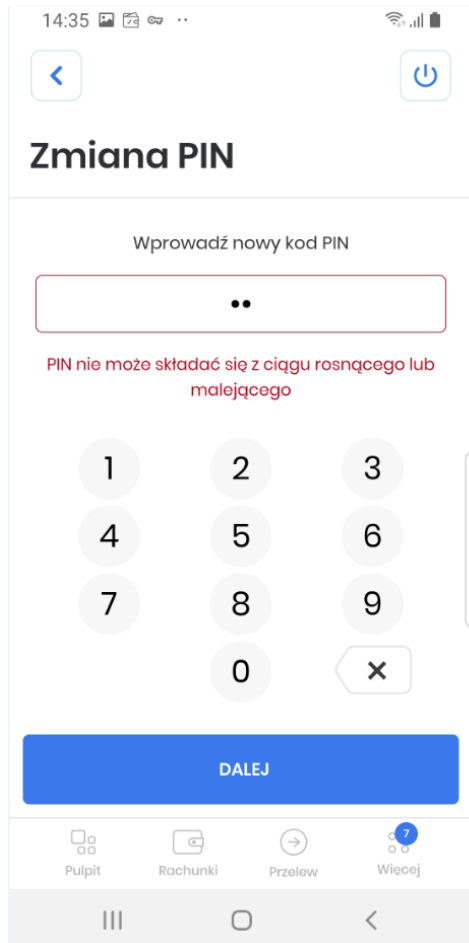 14:35
Zmiana PIN
Wprowadź nowy kod PIN
PIN nie może składać się z ciągu rosnącego lub
malejącego
1 2 3
4 5 6
7 8 9
0
DALEJ
7
Pulpit Rachunki Przelew Więcej